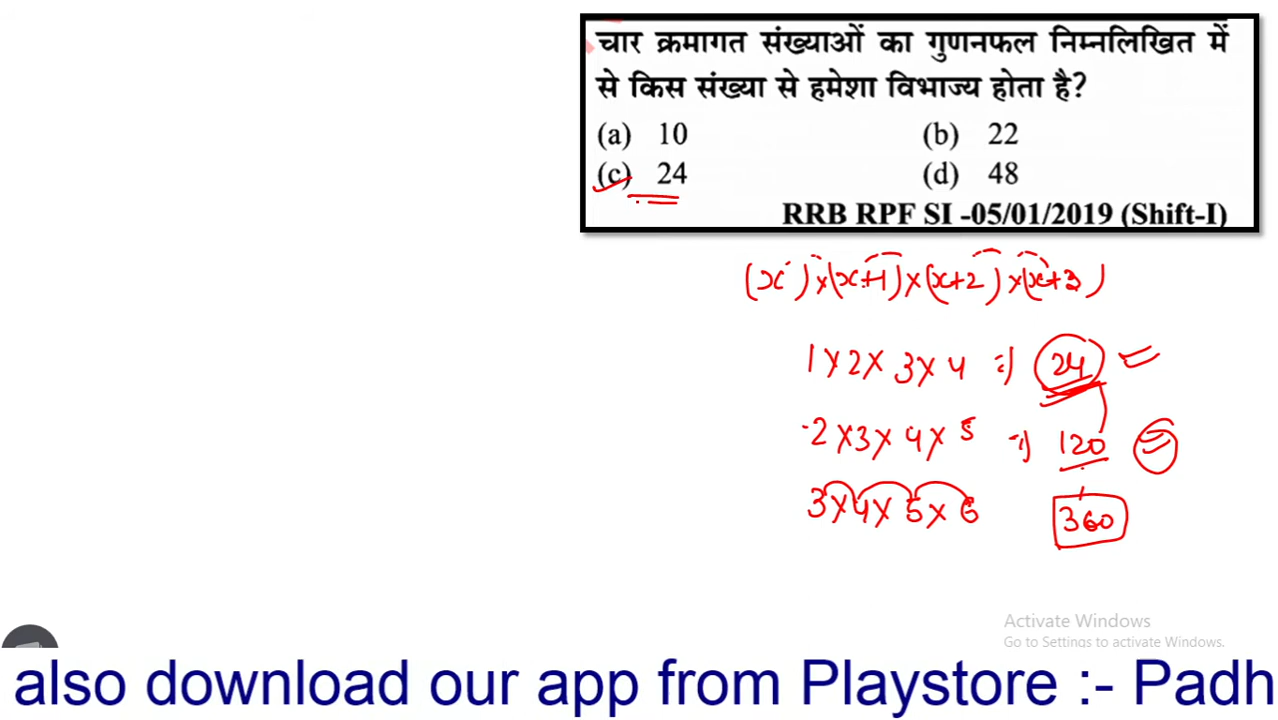 चार क्रमागत संख्याओं का गुणनफल निम्नलिखित में
से किस संख्या से हमेशा विभाज्य होता है?
(a) 10 (b) 22
(c) 24 (d) 48
RRB RPF SI -05/01/2019 (Shift-I)
(x) × (x+1) × (x+2) × (x+3)
1 × 2 × 3 × 4 ⇒ 24
2 × 3 × 4 × 5 ⇒ 120
3 × 4 × 5 × 6 360
Activate Windows
Go to Settings to activate Windows.
also download our app from Playstore :- Padh